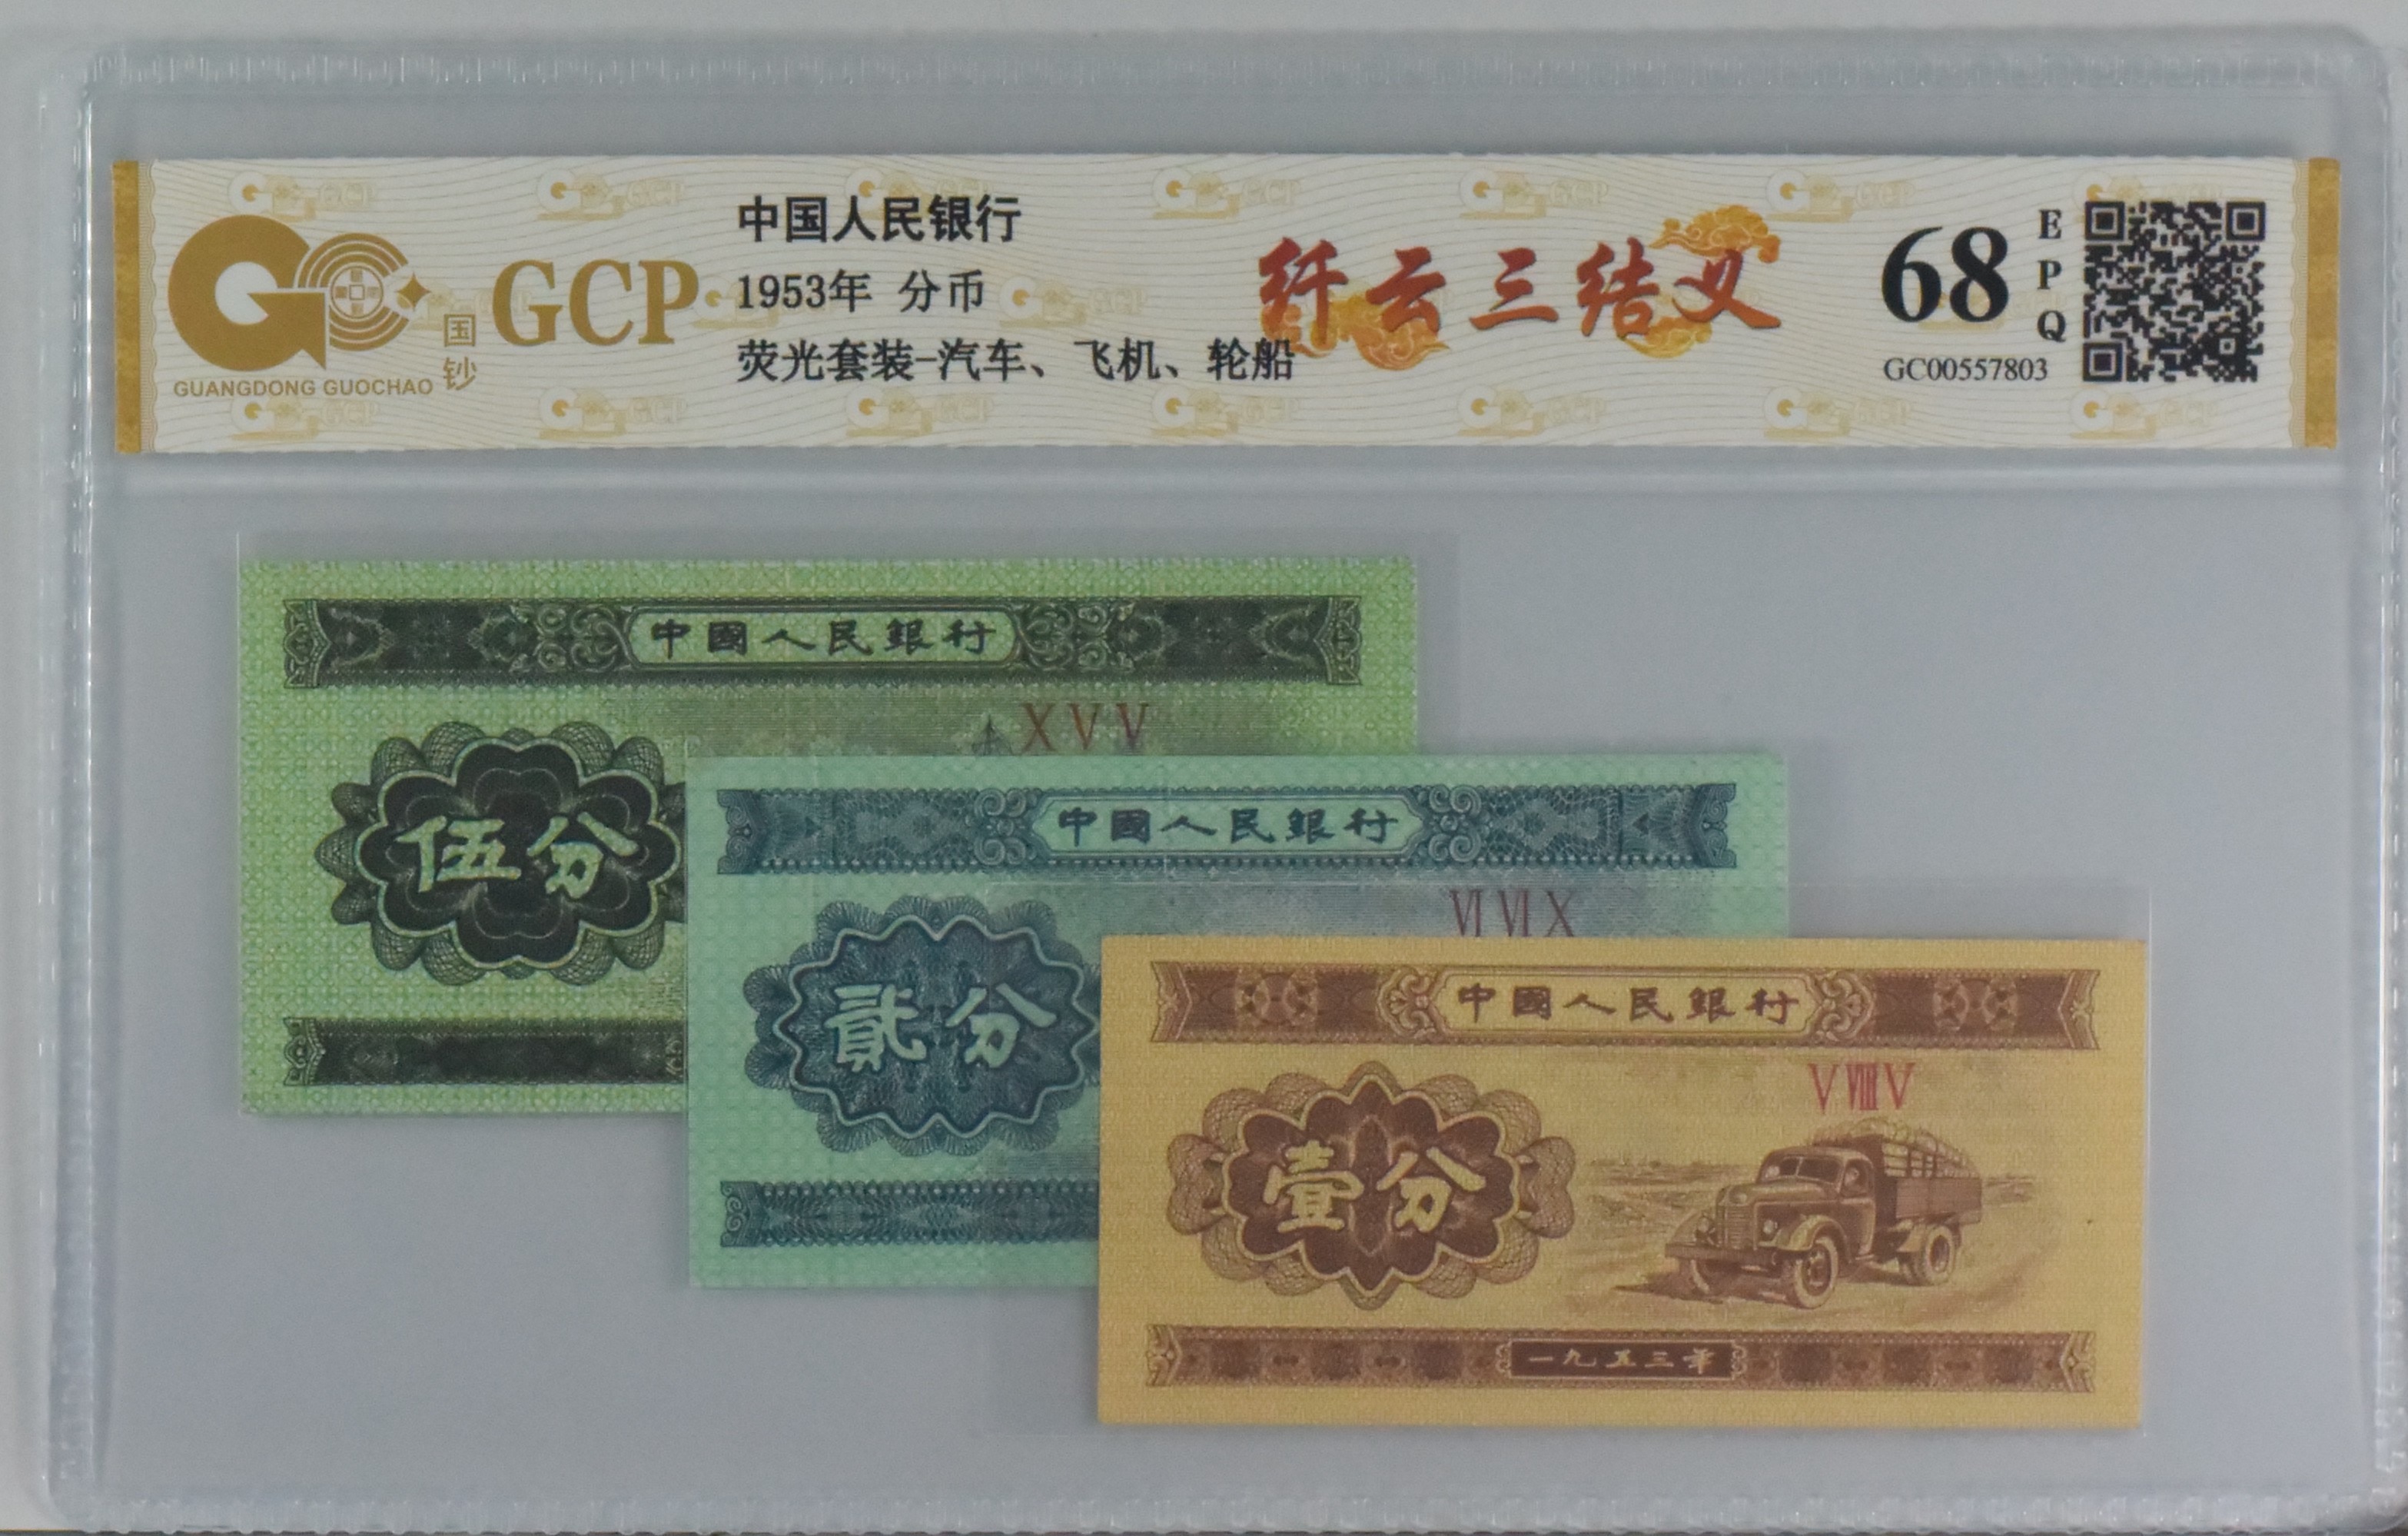 中国人民银行
1953年 分币
荧光套装-汽车、飞机、轮船
GCP
国钞
GUANGDONG GUOCHAO
纤云三结义
68
EPQ
GC00557803
中國人民銀行
XVV
伍分
中國人民銀行
VI VI X
貳分
中國人民銀行
V VIII V
壹分
一九五三年